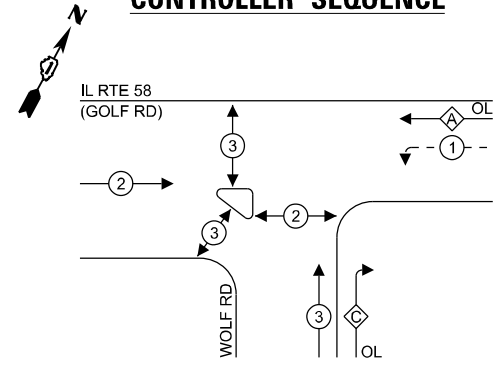 CONTROLLER SEQUENCE
N
IL RTE 58
(GOLF RD)
OL
A
1
3
2
2
3
WOLF RD
3
C
OL